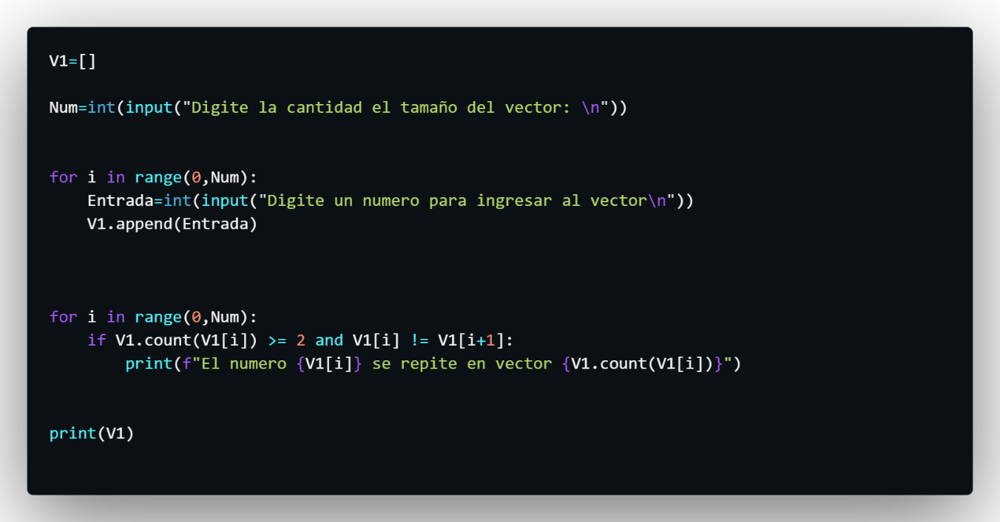 V1=[]
Num=int(input("Digite la cantidad el tamaño del vector: \n"))
for i in range(0,Num):
    Entrada=int(input("Digite un numero para ingresar al vector\n"))
    V1.append(Entrada)
for i in range(0,Num):
    if V1.count(V1[i]) >= 2 and V1[i] != V1[i+1]:
        print(f"El numero {V1[i]} se repite en vector {V1.count(V1[i])}")
print(V1)